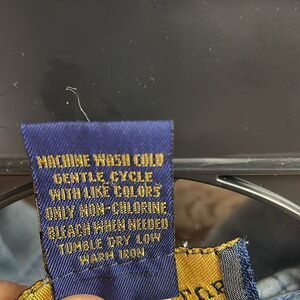 MACHINE WASH COLD
GENTLE CYCLE
WITH LIKE COLORS
ONLY NON-CHLORINE
BLEACH WHEN NEEDED
TUMBLE DRY LOW
WARM IRON